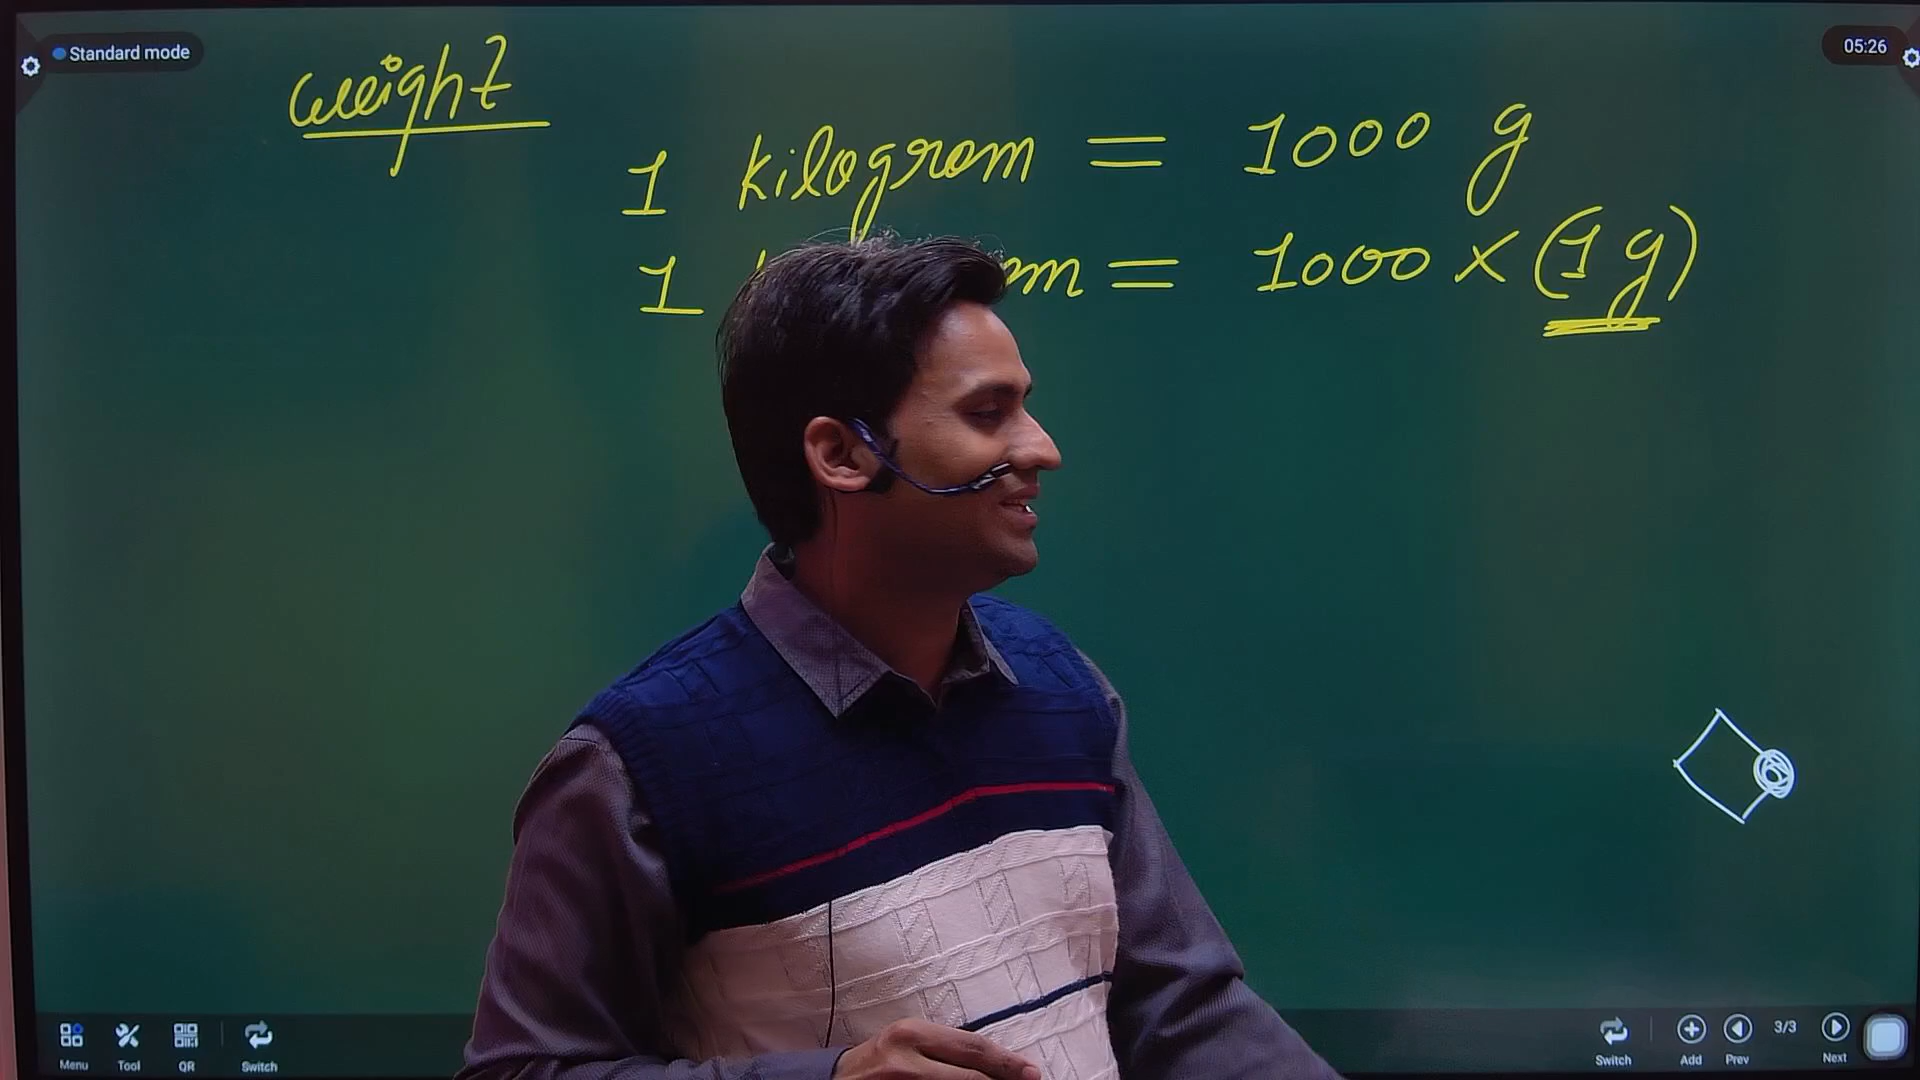 Standard mode
05:26
weight
1 kilogram = 1000 g
1 m = 1000 × (1 g)
Menu Tool QR Switch
Switch Add Prev 3/3 Next